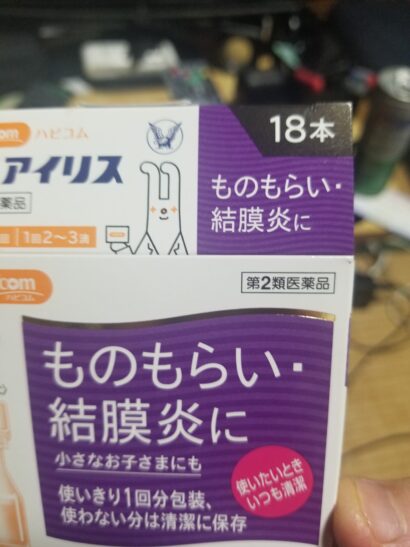 com ハピコム
18本
アイリス
薬品
回 1回2〜3滴
ものもらい・
結膜炎に
com
ハピコム
第2類医薬品
ものもらい・
結膜炎に
小さなお子さまにも
使いたいとき
いつも清潔
使いきり1回分包装、
使わない分は清潔に保存